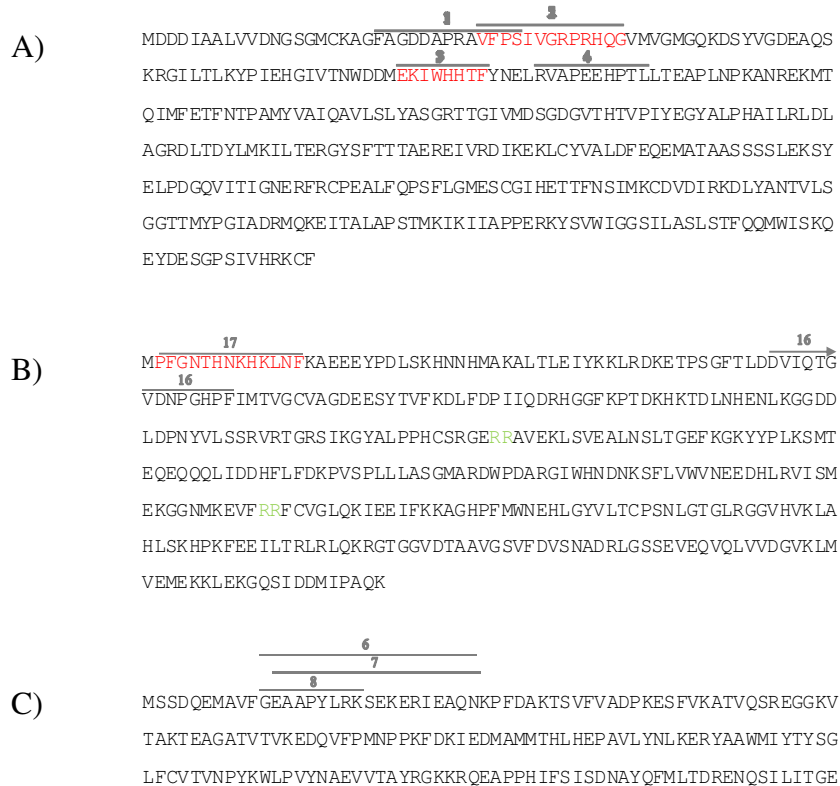 1 2
A) MDDDIAALVVDNGSGMCKAGFAGDDAPRAVFPSIVGRPRHQGVMVGMGQKDSYVGDEAQS
3 4
KRGILTLKYPIEHGIVTNWDDMEKIWHHTFYNELRVAPEEHPTLLTEAPLNPKANREKMT
QIMFETFNTPAMYVAIQAVLSLYASGRTTGIVMDSGDGVTHTVPIYEGYALPHAILRLDL
AGRDLTDYLMKILTERGYSFTTTAEREIVRDIKEKLCYVALDFEQEMATAASSSSLEKSY
ELPDGQVITIGNERFRCPEALFQPSFLGMESCGIHETTFNSIMKCDVDIRKDLYANTVLS
GGTTMYPGIADRMQKEITALAPSTMKIKIIAPPERKYSVWIGGSILASLSTFQQMWISKQ
EYDESGPSIVHRKCF
17 16
B) MPFGNTHNKHKLNFKAEEEYPDLSKHNNHMAKALTLEIYKKLRDKETPSGFTLDDVIQTG
16
VDNPGHPFIMTVGCVAGDEESYTVFKDLFDPIIQDRHGGFKPTDKHKTDLNHENLKGGDD
LDPNYVLSSRVRTGRSIKGYALPPHCSRGERRAVEKLSVEALNSLTGEFKGKYYPLKSMT
EQEQQQLIDDHFLFDKPVSPLLLASGMARDWPDARGIWHNDNKSFLVWVNEEDHLRVISM
EKGGNMKEVFRRFCVGLQKIEEIFKKAGHPFMWNEHLGYVLTCPSNLGTGLRGGVHVKLA
HLSKHPKFEEILTRLRLQKRGTGGVDTAAVGSVFDVSNADRLGSSEVEQVQLVVDGVKLM
VEMEKKLEKGQSIDDMIPAQK
6
7
8
C) MSSDQEMAVFGEAAPYLRKSEKERIEAQNKPFDAKTSVFVADPKESFVKATVQSREGGKV
TAKTEAGATVTVKEDQVFPMNPPKFDKIEDMAMMTHLHEPAVLYNLKERYAAWMIYTYSG
LFCVTVNPYKWLPVYNAEVVTAYRGKKRQEAPPHIFSISDNAYQFMLTDRENQSILITGE